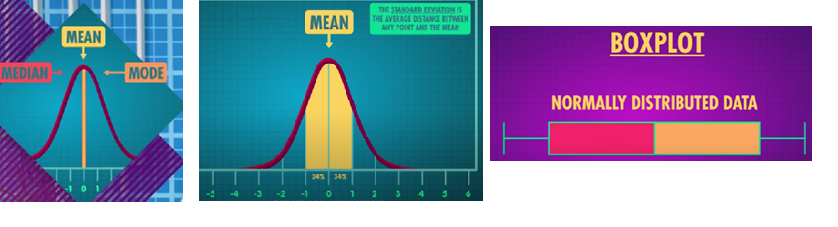 MEAN
MEDIAN
MODE
-1 0 1
MEAN
THE STANDARD DEVIATION IS
THE AVERAGE DISTANCE BETWEEN
ANY POINT AND THE MEAN
34% 34%
-5 -4 -3 -2 -1 0 1 2 3 4 5 6
BOXPLOT
NORMALLY DISTRIBUTED DATA